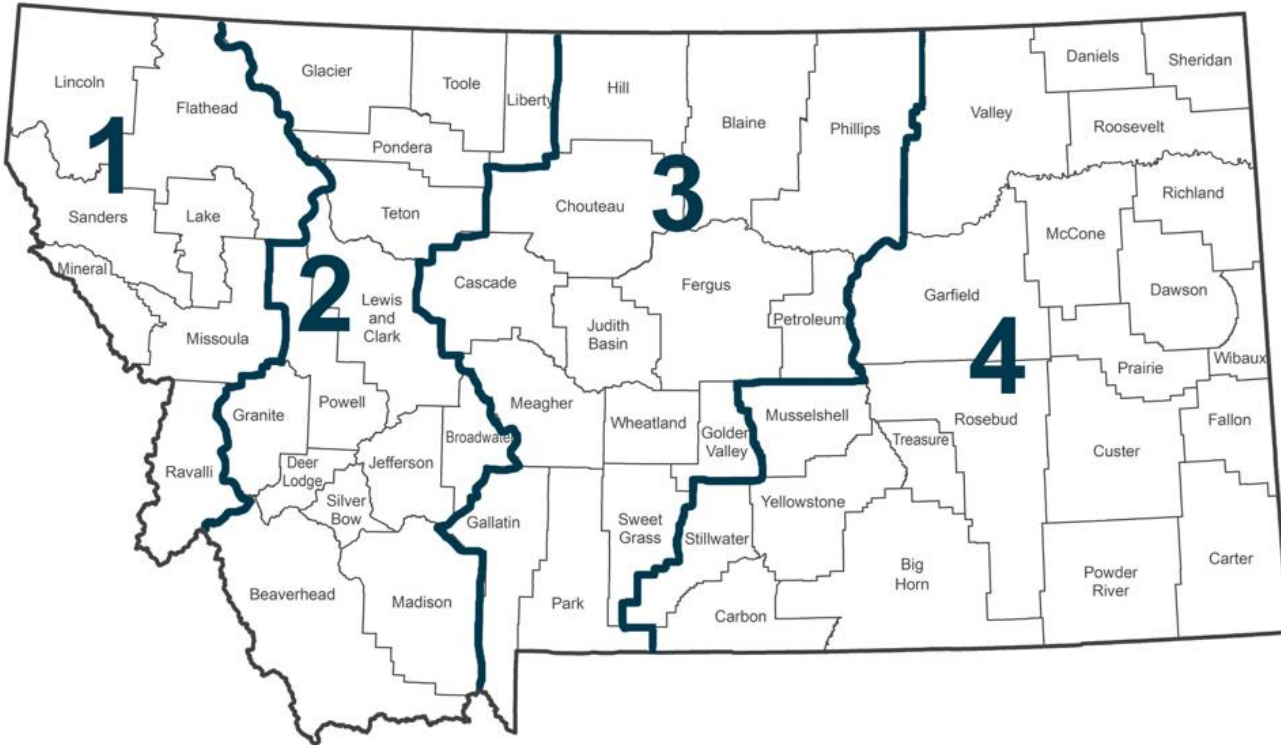 Lincoln
Flathead
Glacier
Toole
Liberty
Hill
Blaine
Phillips
Valley
Daniels
Sheridan
Roosevelt
1
Pondera
3
Sanders
Lake
Teton
Chouteau
Richland
McCone
Mineral
2
Cascade
Fergus
Garfield
Dawson
Lewis
and
Clark
Missoula
Judith
Basin
Petroleum
4
Prairie
Wibaux
Granite
Powell
Meagher
Wheatland
Golden
Valley
Musselshell
Rosebud
Treasure
Fallon
Broadwater
Ravalli
Deer
Lodge
Jefferson
Custer
Silver
Bow
Gallatin
Sweet
Grass
Stillwater
Yellowstone
Big
Horn
Carter
Beaverhead
Madison
Park
Carbon
Powder
River